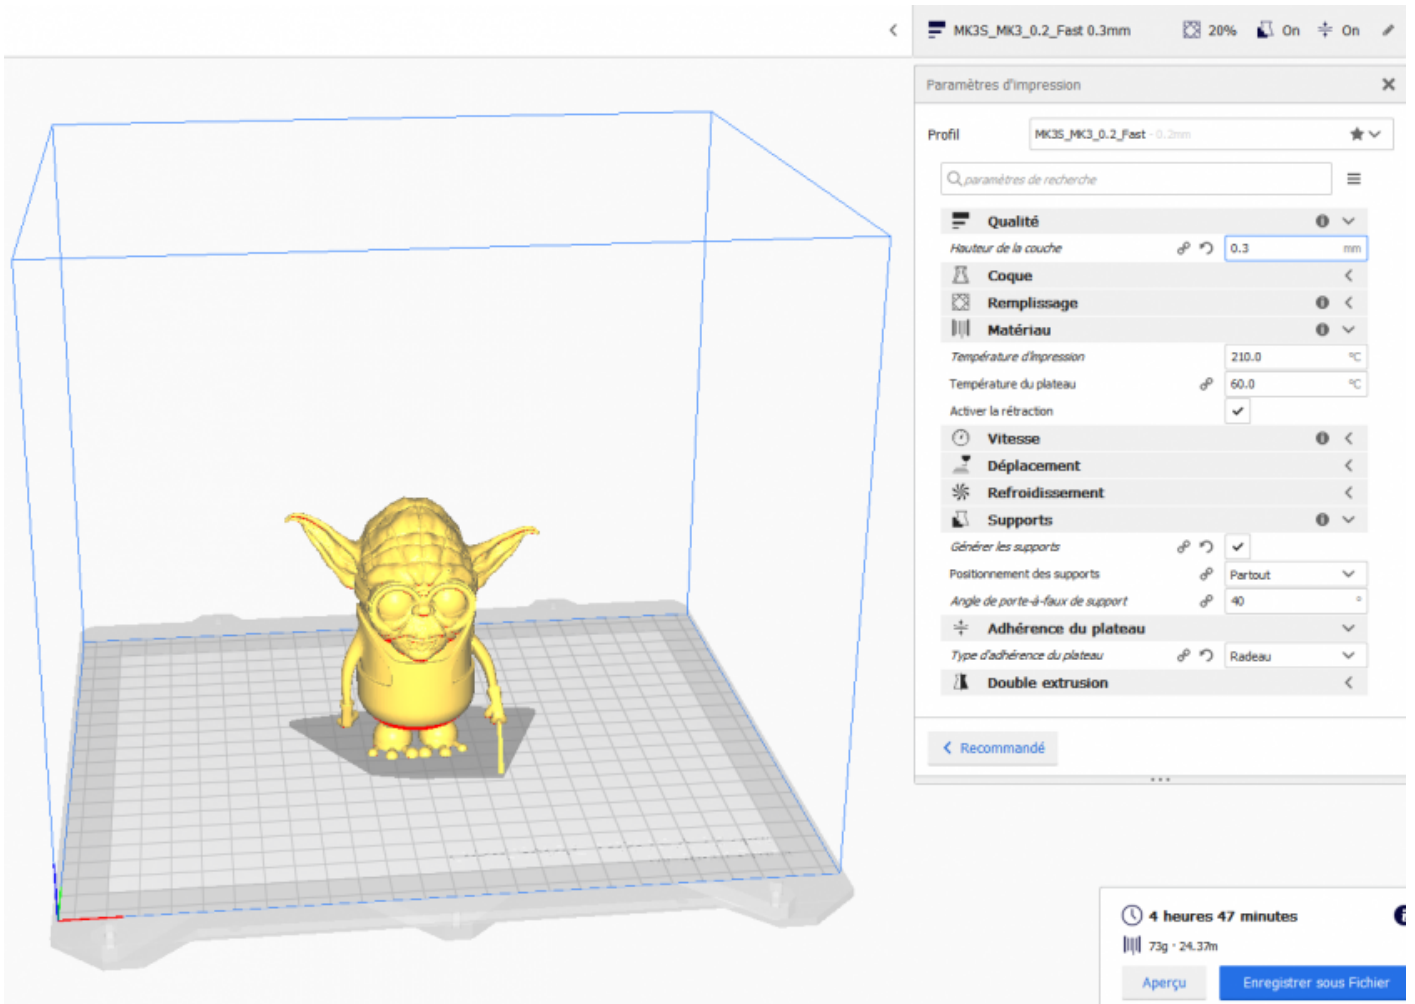 MK3S_MK3_0.2_Fast 0.3mm 20% On On
Paramètres d'impression
Profil MK3S_MK3_0.2_Fast - 0.2mm
paramètres de recherche
Qualité
Hauteur de la couche 0.3 mm
Coque
Remplissage
Matériau
Température d'impression 210.0 °C
Température du plateau 60.0 °C
Activer la rétraction
Vitesse
Déplacement
Refroidissement
Supports
Générer les supports
Positionnement des supports Partout
Angle de porte-à-faux de support 40 °
Adhérence du plateau
Type d'adhérence du plateau Radeau
Double extrusion
Recommandé
4 heures 47 minutes
73g · 24.37m
Aperçu Enregistrer sous Fichier